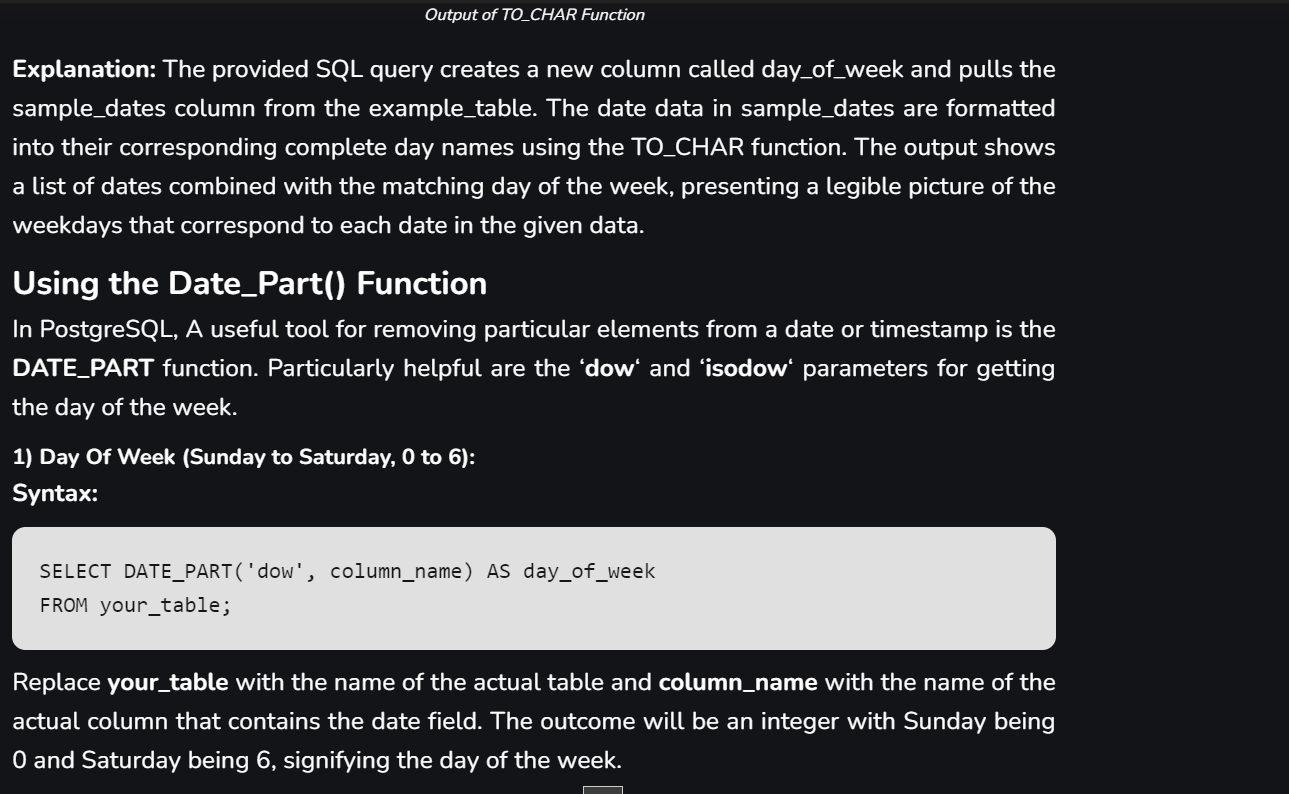 Output of TO_CHAR Function
Explanation: The provided SQL query creates a new column called day_of_week and pulls the
sample_dates column from the example_table. The date data in sample_dates are formatted
into their corresponding complete day names using the TO_CHAR function. The output shows
a list of dates combined with the matching day of the week, presenting a legible picture of the
weekdays that correspond to each date in the given data.
Using the Date_Part() Function
In PostgreSQL, A useful tool for removing particular elements from a date or timestamp is the
DATE_PART function. Particularly helpful are the ‘dow‘ and ‘isodow‘ parameters for getting
the day of the week.
1) Day Of Week (Sunday to Saturday, 0 to 6):
Syntax:
SELECT DATE_PART('dow', column_name) AS day_of_week
FROM your_table;
Replace your_table with the name of the actual table and column_name with the name of the
actual column that contains the date field. The outcome will be an integer with Sunday being
0 and Saturday being 6, signifying the day of the week.